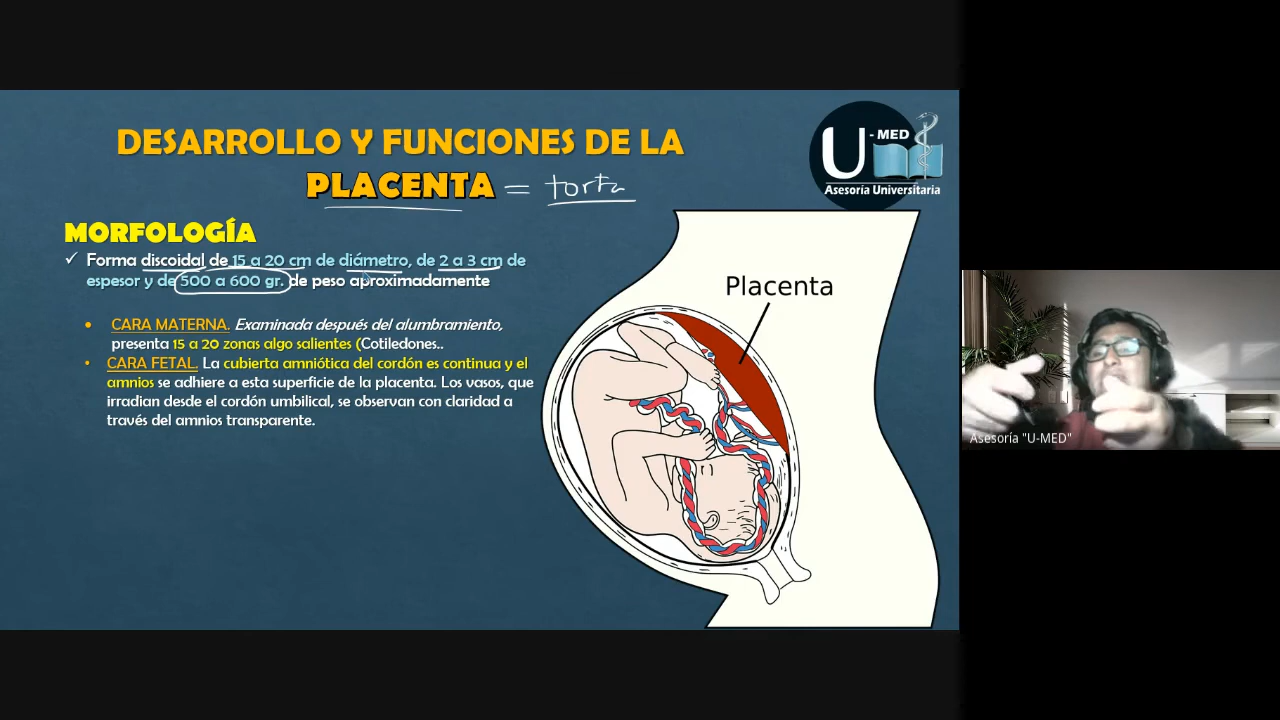 DESARROLLO Y FUNCIONES DE LA
PLACENTA = torta
U-MED
Asesoría Universitaria
MORFOLOGÍA
✓ Forma discoidal de 15 a 20 cm de diámetro, de 2 a 3 cm de
espesor y de 500 a 600 gr. de peso aproximadamente
• CARA MATERNA. Examinada después del alumbramiento,
presenta 15 a 20 zonas algo salientes (Cotiledones..
• CARA FETAL. La cubierta amniótica del cordón es continua y el
amnios se adhiere a esta superficie de la placenta. Los vasos, que
irradian desde el cordón umbilical, se observan con claridad a
través del amnios transparente.
Placenta
Asesoría "U-MED"